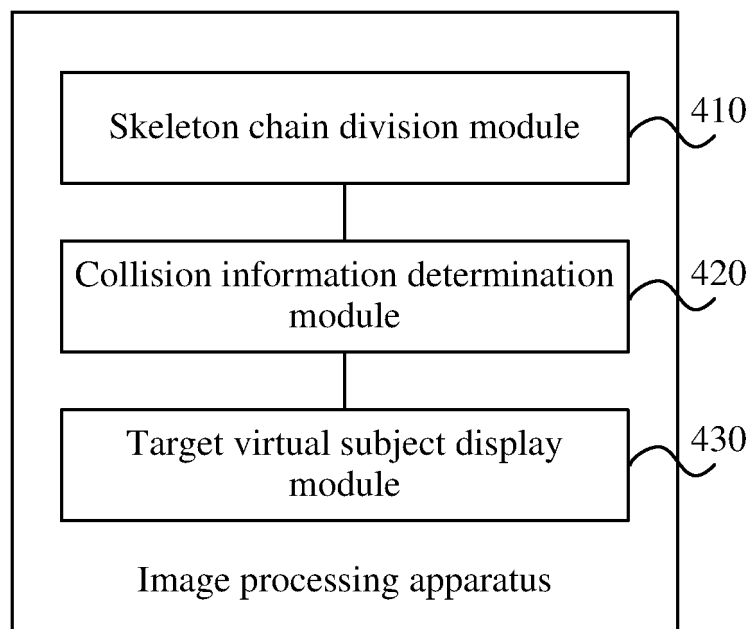 Skeleton chain division module
410
Collision information determination
module
420
Target virtual subject display
module
430
Image processing apparatus